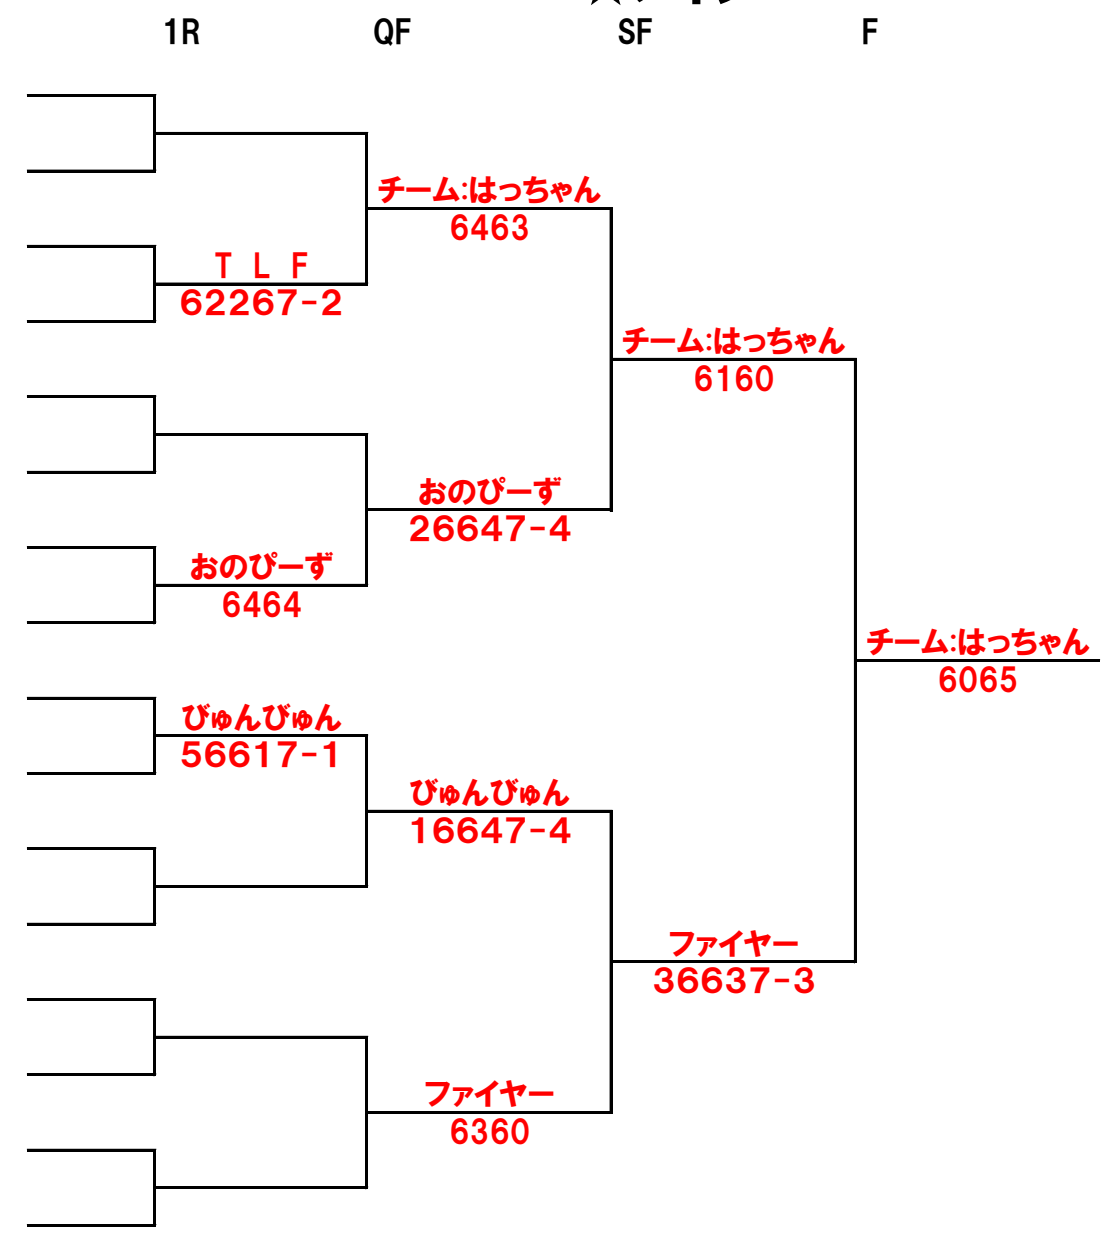 1R QF SF F
チーム:はっちゃん
6463
TLF
62267-2
チーム:はっちゃん
6160
おのぴーず
26647-4
おのぴーず
6464
チーム:はっちゃん
6065
びゅんびゅん
56617-1
びゅんびゅん
16647-4
ファイヤー
36637-3
ファイヤー
6360